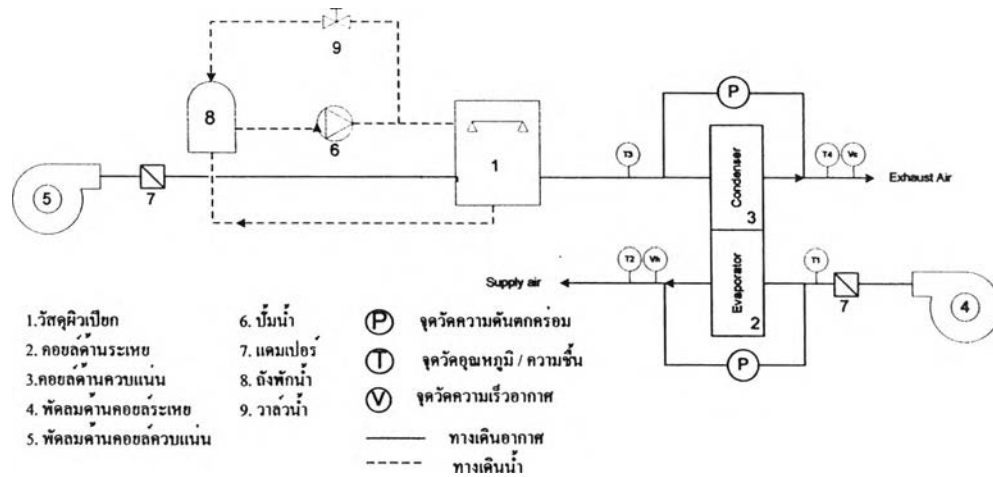 9
8
6
1
5
7
T3
P
Condenser
3
T4
Vc
Exhaust Air
Supply air
T2
Vh
Evaporator
2
T1
7
4
P
1.วัสดุผิวเปียก
2. คอยล์ด้านระเหย
3.คอยล์ด้านควบแน่น
4. พัดลมด้านคอยล์ระเหย
5. พัดลมด้านคอยล์ควบแน่น
6. ปั๊มน้ำ
7. แดมเปอร์
8. ถังพักน้ำ
9. วาล์วน้ำ
P จุดวัดความดันตกคร่อม
T จุดวัดอุณหภูมิ / ความชื้น
V จุดวัดความเร็วอากาศ
ทางเดินอากาศ
ทางเดินน้ำ